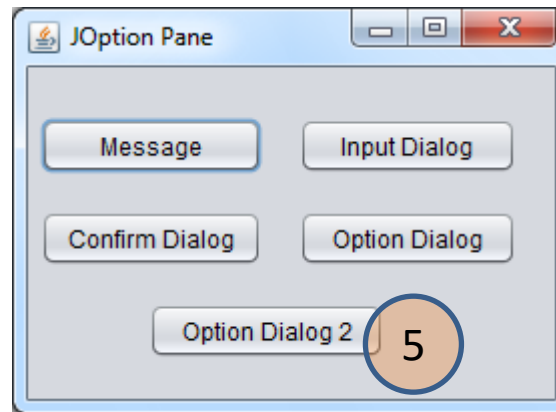 JOption Pane
Message
Input Dialog
Confirm Dialog
Option Dialog
Option Dialog 2
5